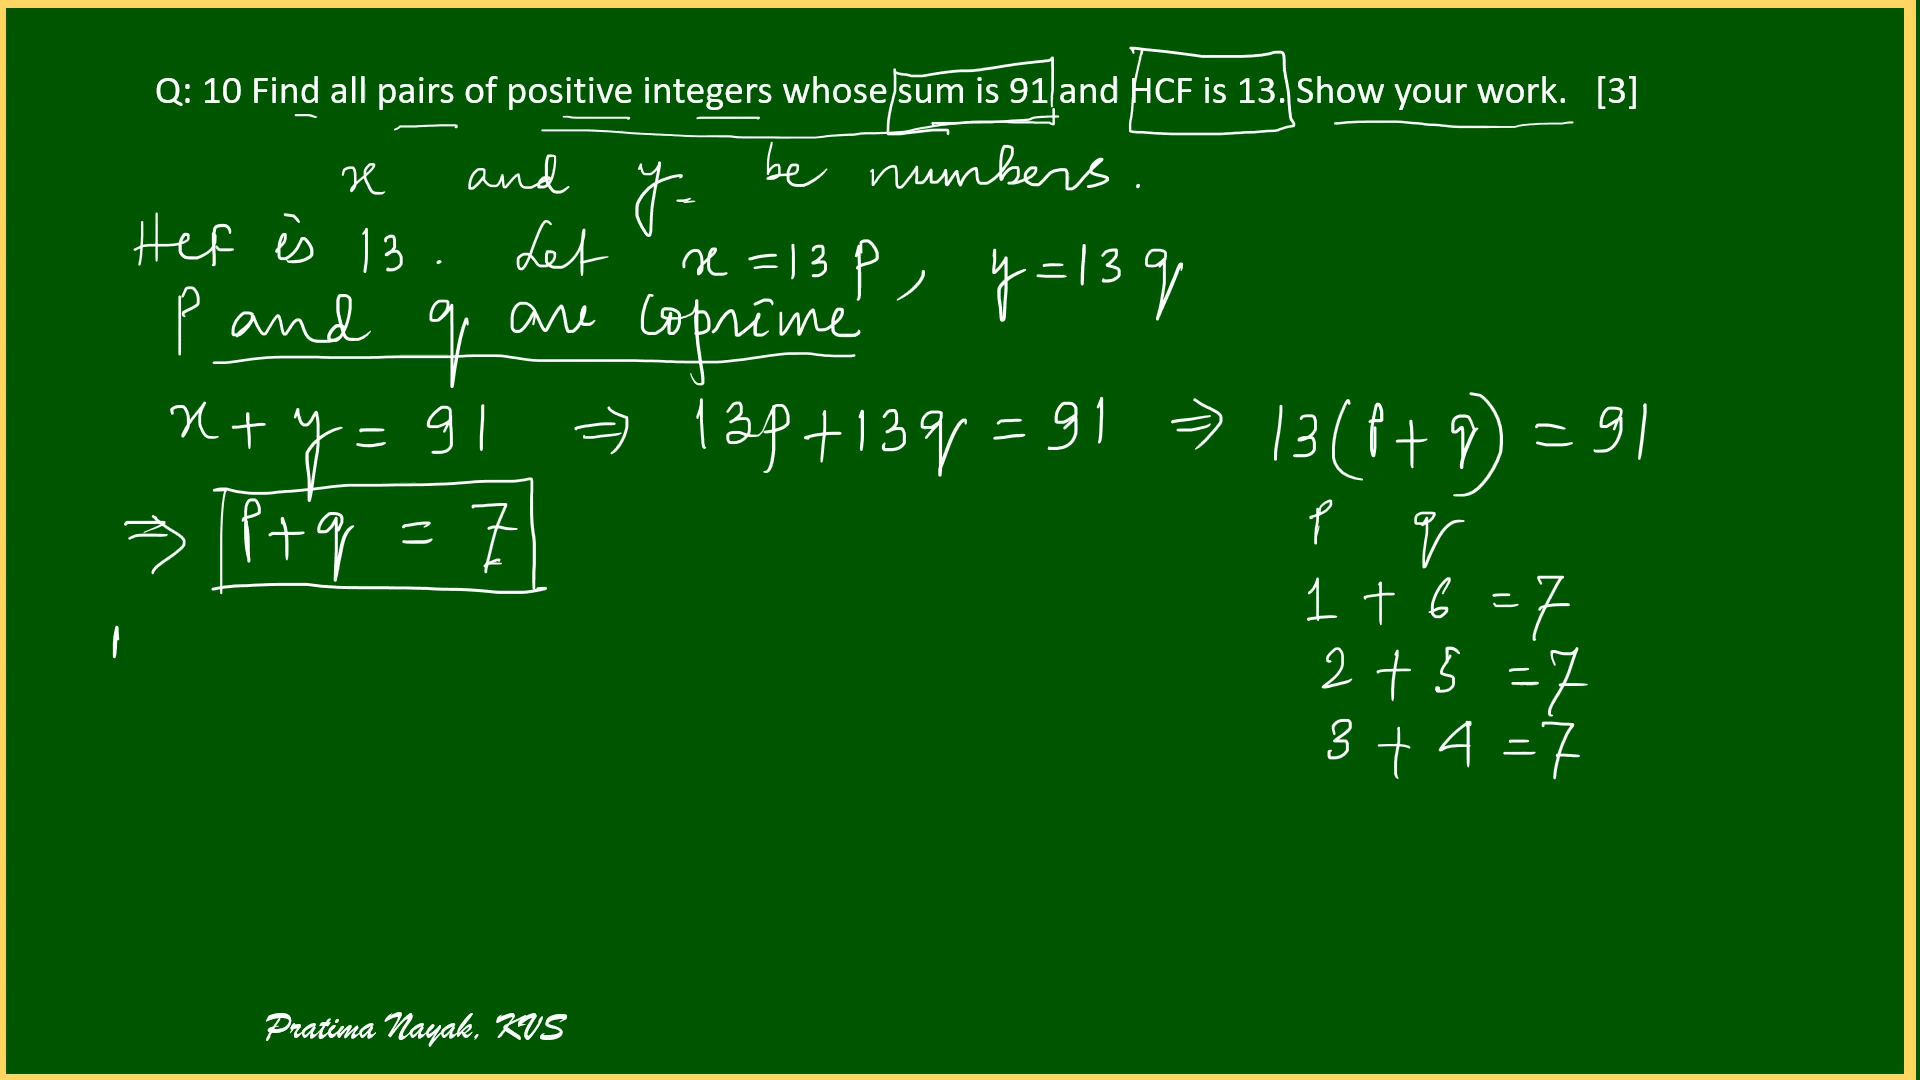 Q: 10 Find all pairs of positive integers whose sum is 91 and HCF is 13. Show your work. [3]
x and y be numbers.
Hcf is 13. Let x = 13p, y = 13q
p and q are coprime
x + y = 91 ⇒ 13p + 13q = 91 ⇒ 13(p + q) = 91
⇒ p + q = 7
p q
1 + 6 = 7
2 + 5 = 7
3 + 4 = 7
Pratima Nayak, KVS